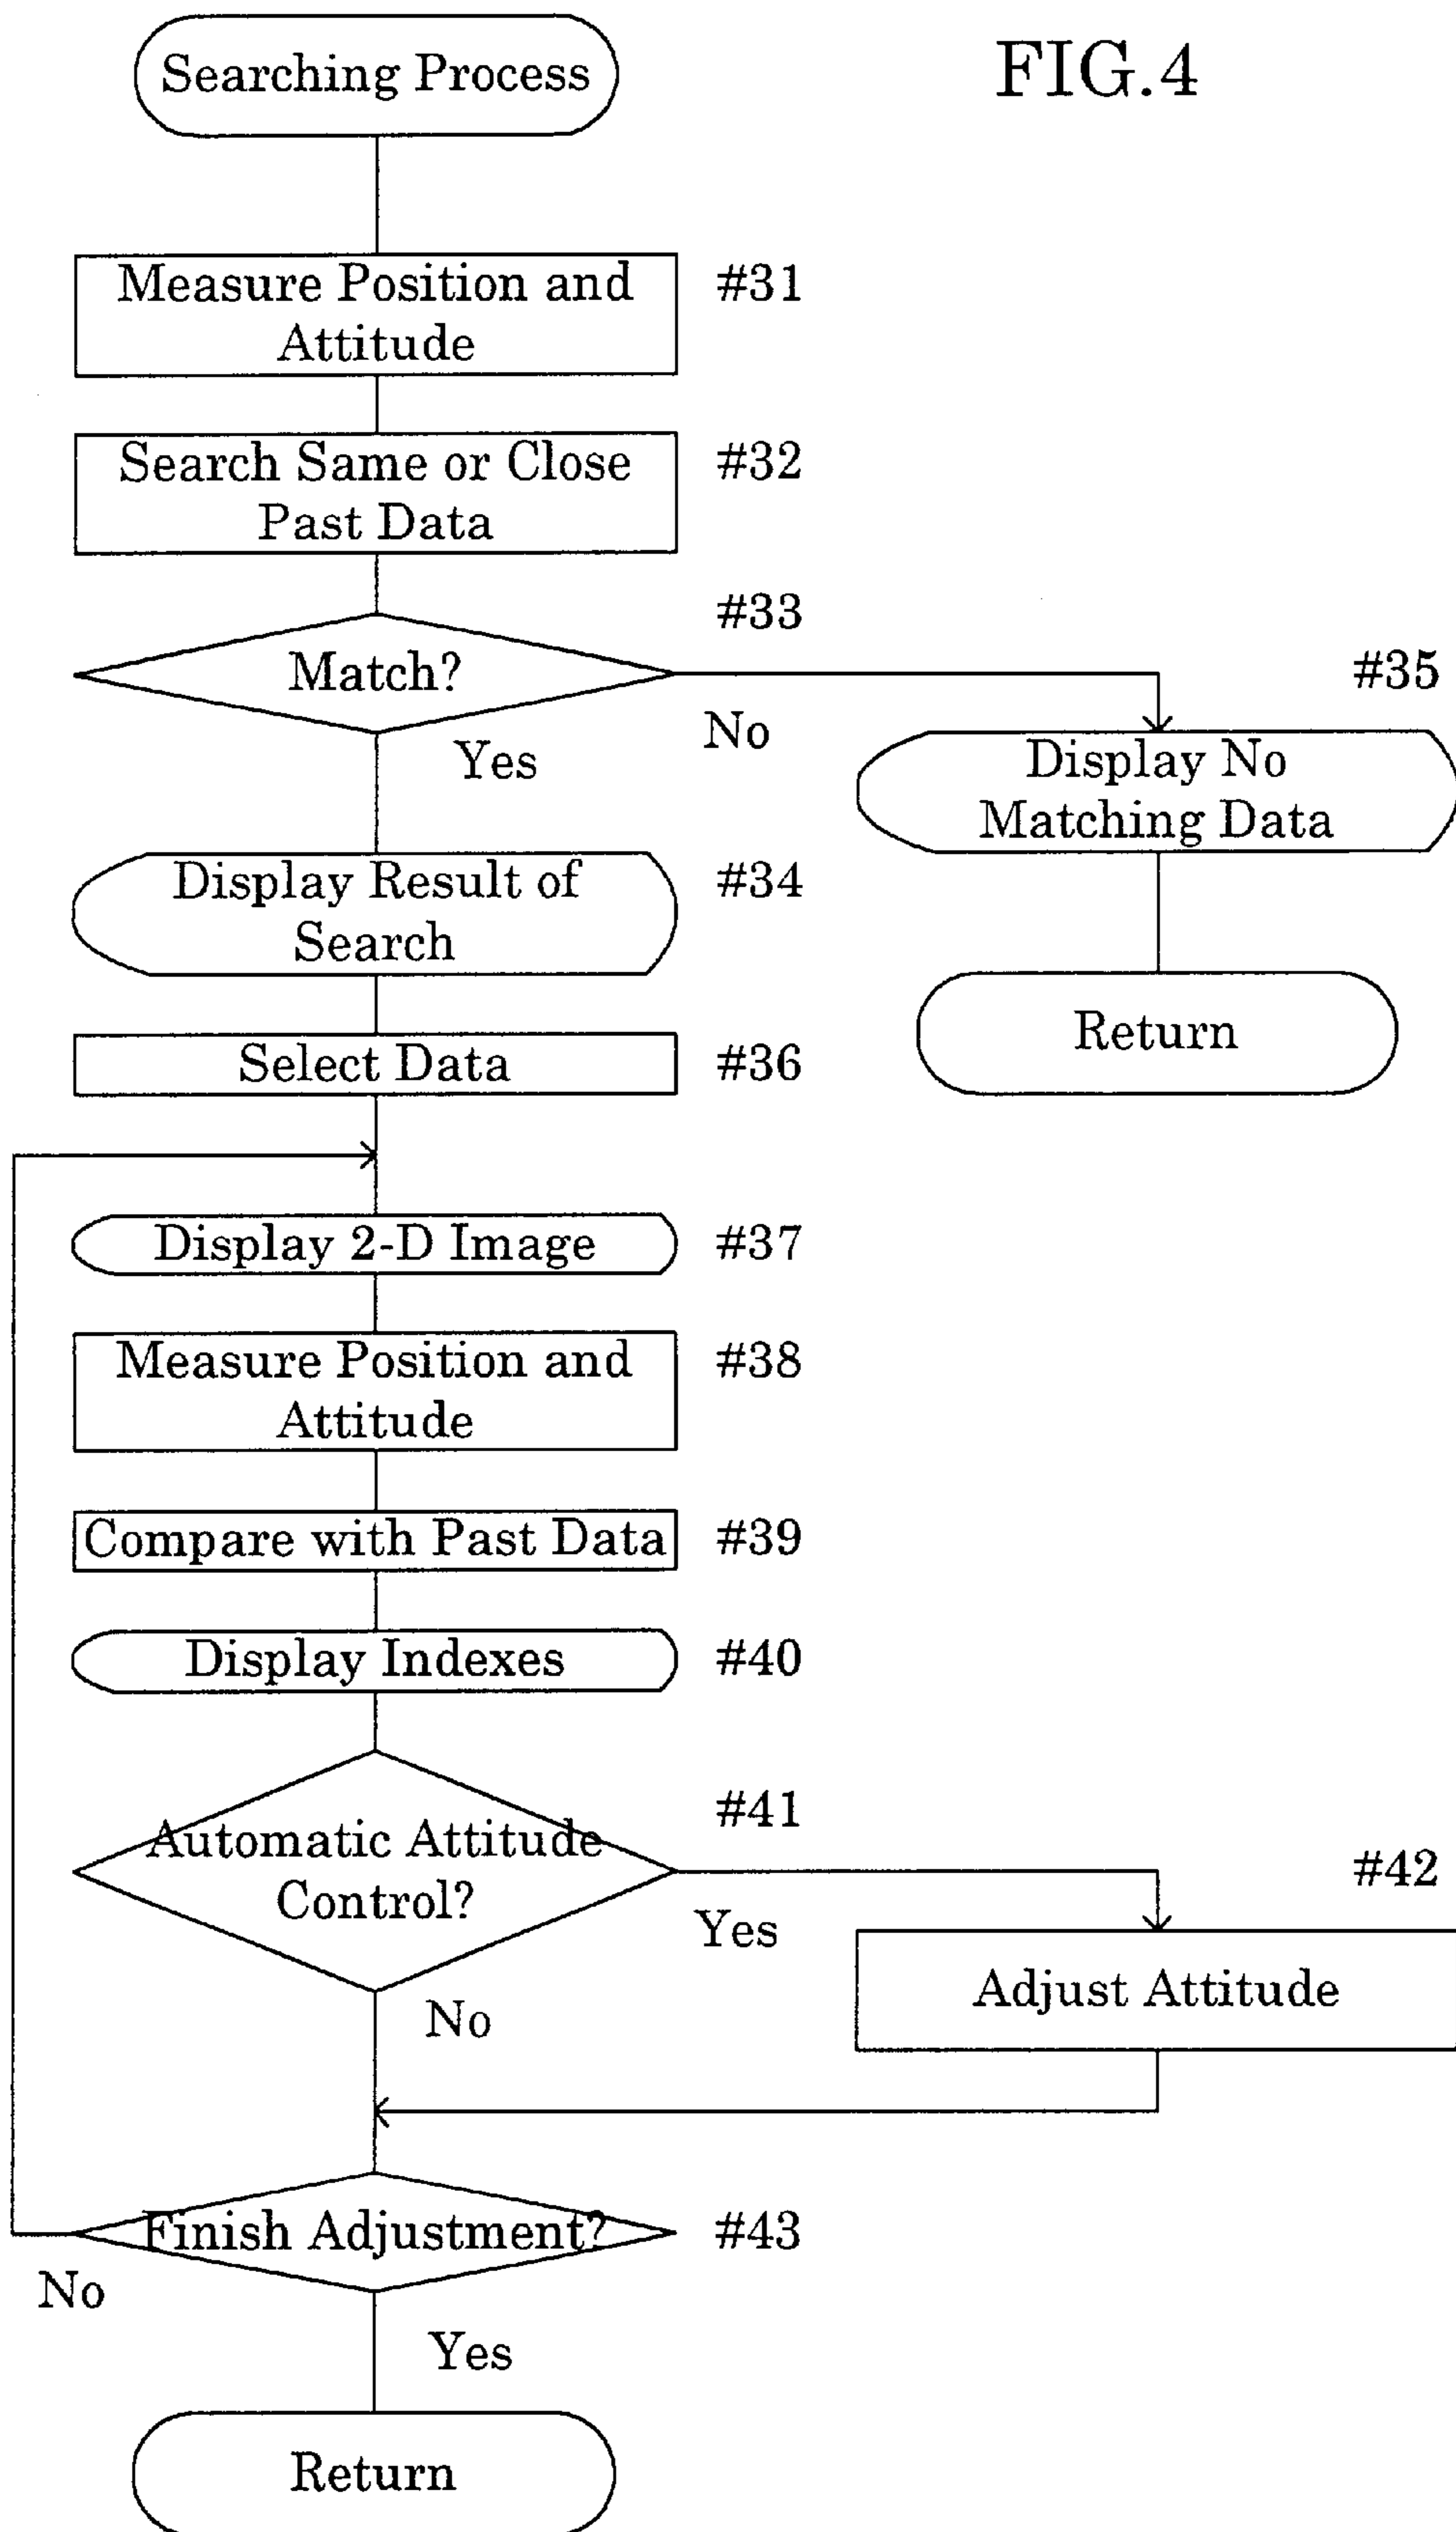 FIG.4
Searching Process
Measure Position and
Attitude
#31
Search Same or Close
Past Data
#32
Match?
#33
No
Yes
#35
Display No
Matching Data
Return
Display Result of
Search
#34
Select Data
#36
Display 2-D Image
#37
Measure Position and
Attitude
#38
Compare with Past Data
#39
Display Indexes
#40
Automatic Attitude
Control?
#41
Yes
No
#42
Adjust Attitude
Finish Adjustment?
#43
No
Yes
Return